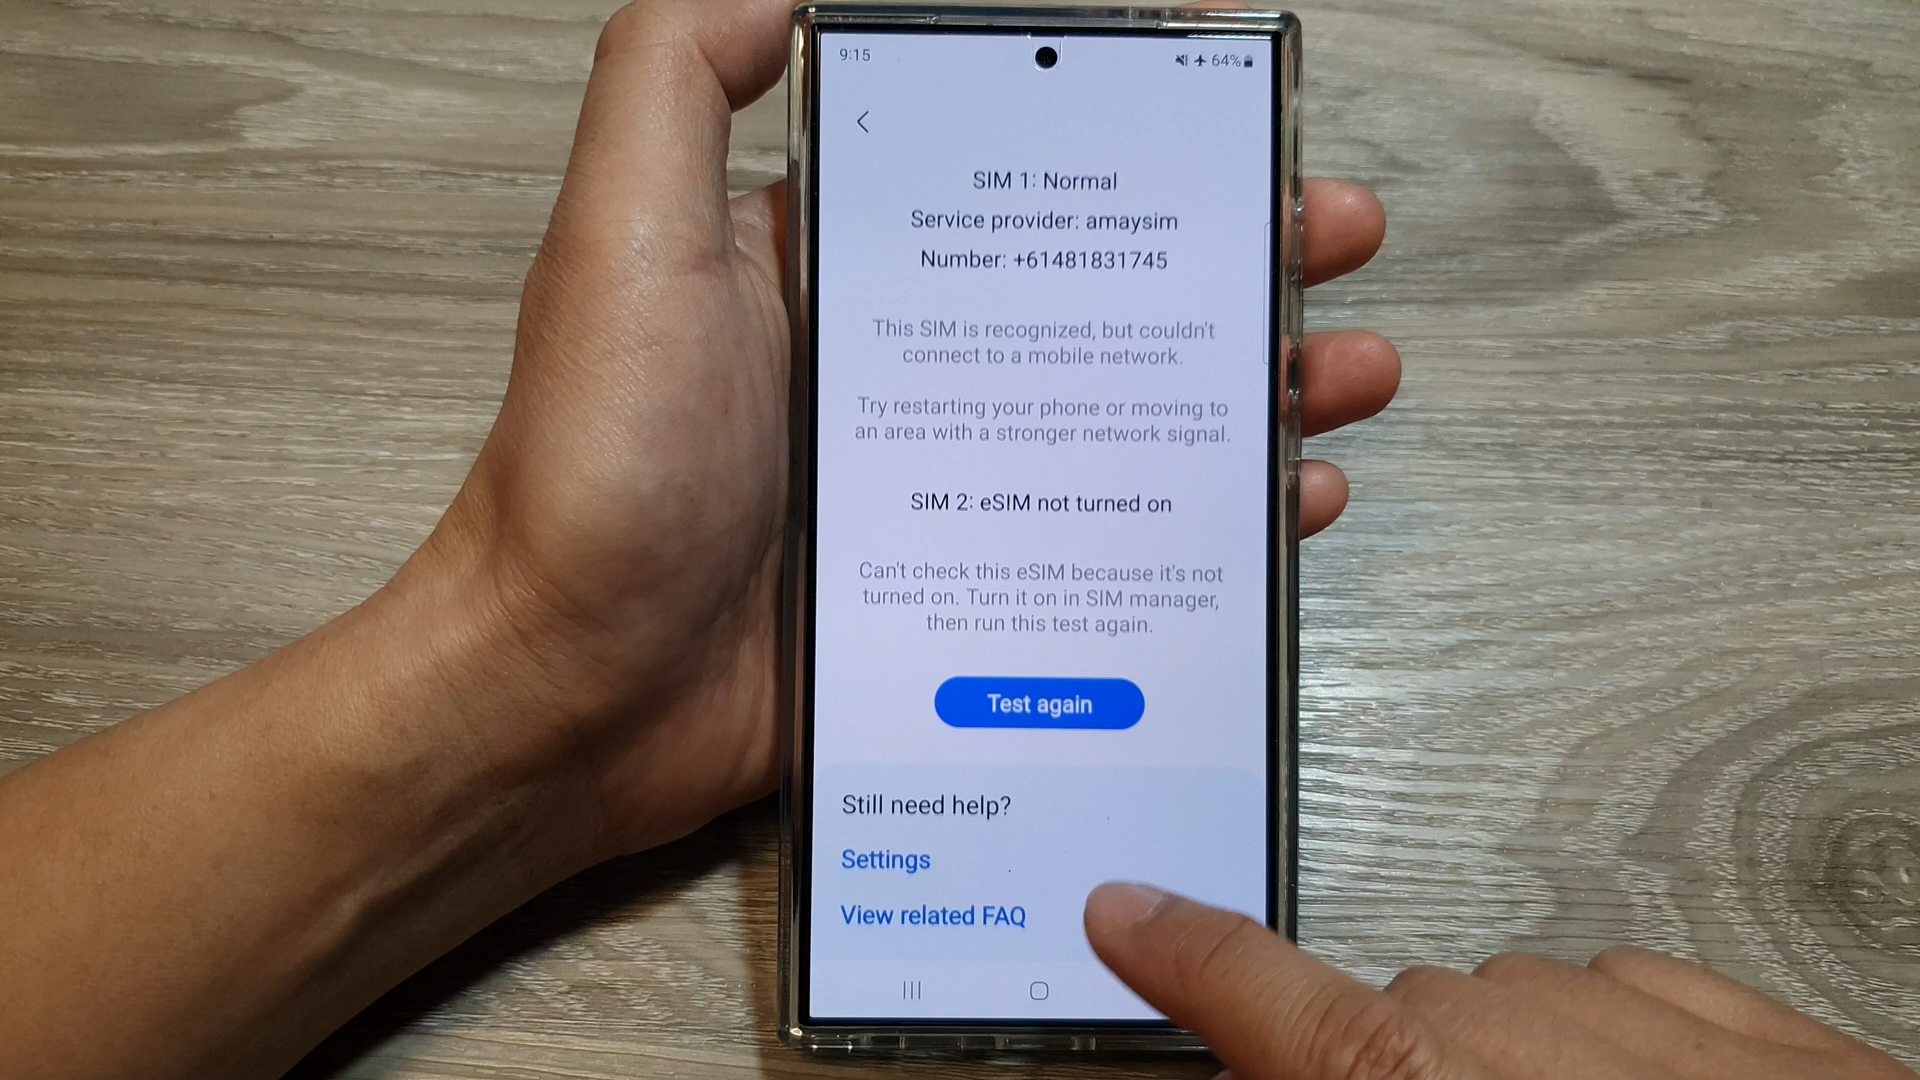 9:15
64%
SIM 1: Normal
Service provider: amaysim
Number: +61481831745
This SIM is recognized, but couldn't
connect to a mobile network.
Try restarting your phone or moving to
an area with a stronger network signal.
SIM 2: eSIM not turned on
Can't check this eSIM because it's not
turned on. Turn it on in SIM manager,
then run this test again.
Test again
Still need help?
Settings
View related FAQ